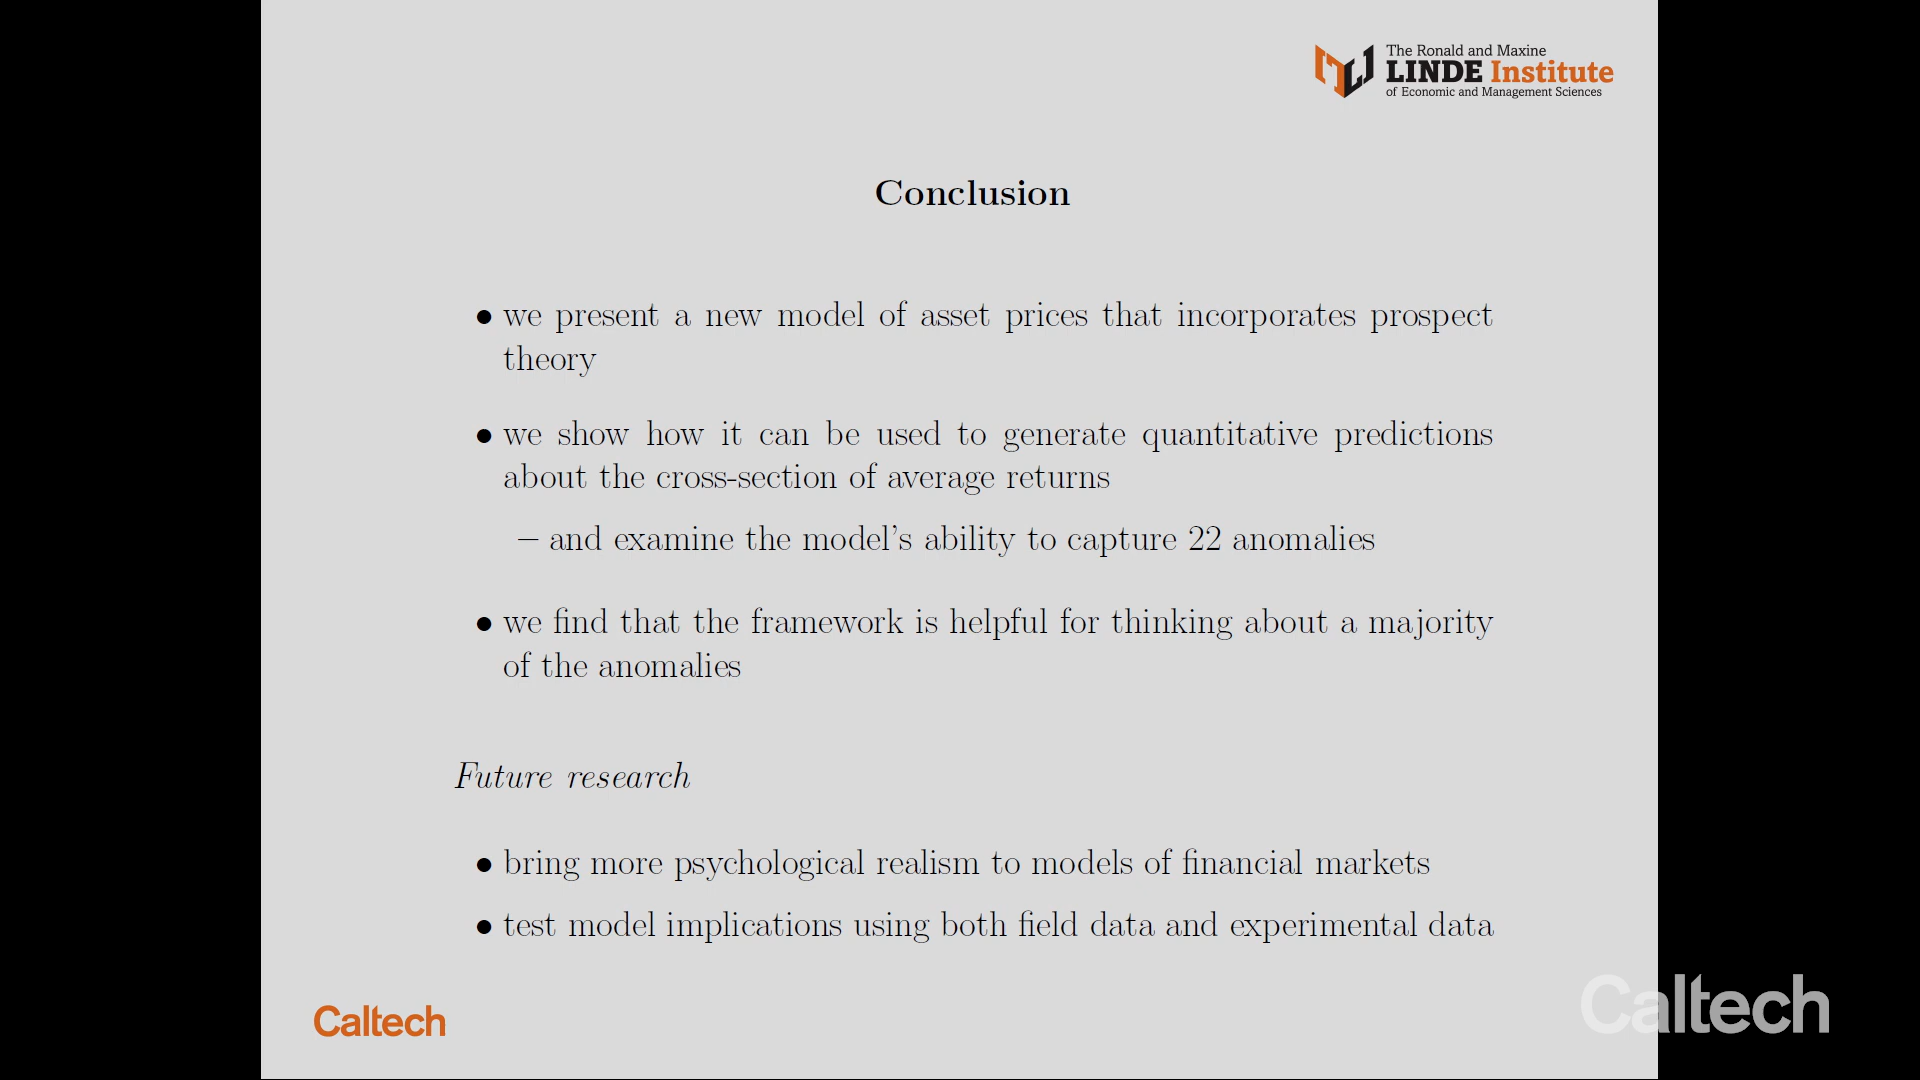 The Ronald and Maxine
LINDE Institute
of Economic and Management Sciences
Conclusion
• we present a new model of asset prices that incorporates prospect
theory
• we show how it can be used to generate quantitative predictions
about the cross-section of average returns
– and examine the model's ability to capture 22 anomalies
• we find that the framework is helpful for thinking about a majority
of the anomalies
Future research
• bring more psychological realism to models of financial markets
• test model implications using both field data and experimental data
Caltech
Caltech